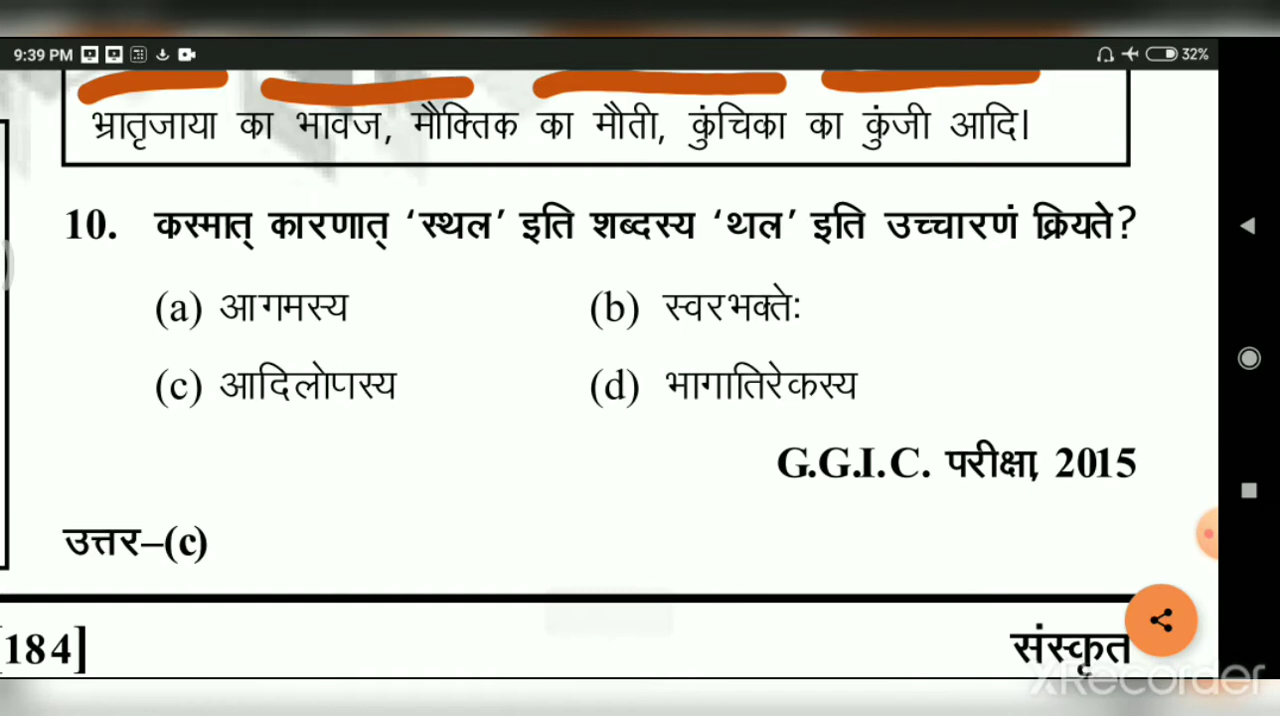 9:39 PM
32%
भ्रातृजाया का भावज, मौक्तिक का मौती, कुंचिका का कुंजी आदि।
10. कस्मात् कारणात् ‘स्थल’ इति शब्दस्य ‘थल’ इति उच्चारणं क्रियते?
(a) आगमस्य (b) स्वरभक्तेः
(c) आदिलोपस्य (d) भागातिरेकस्य
G.G.I.C. परीक्षा, 2015
उत्तर–(c)
[184] संस्कृत
XRecorder